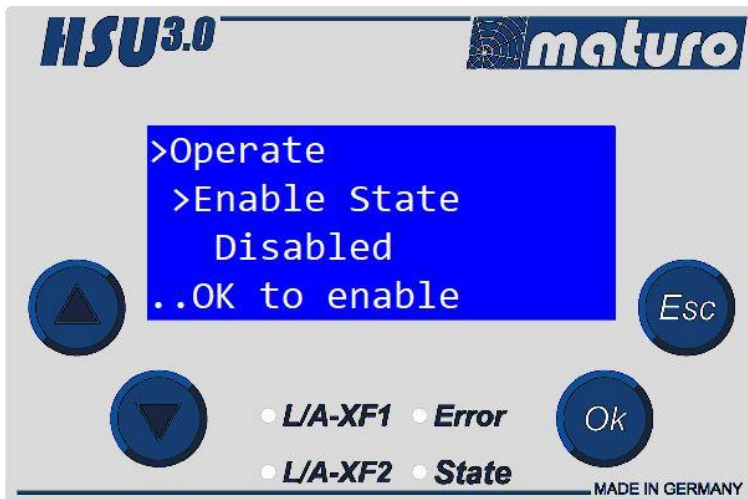 HSU3.0
maturo
>Operate
>Enable State
Disabled
..OK to enable
Esc
Ok
L/A-XF1
Error
L/A-XF2
State
MADE IN GERMANY